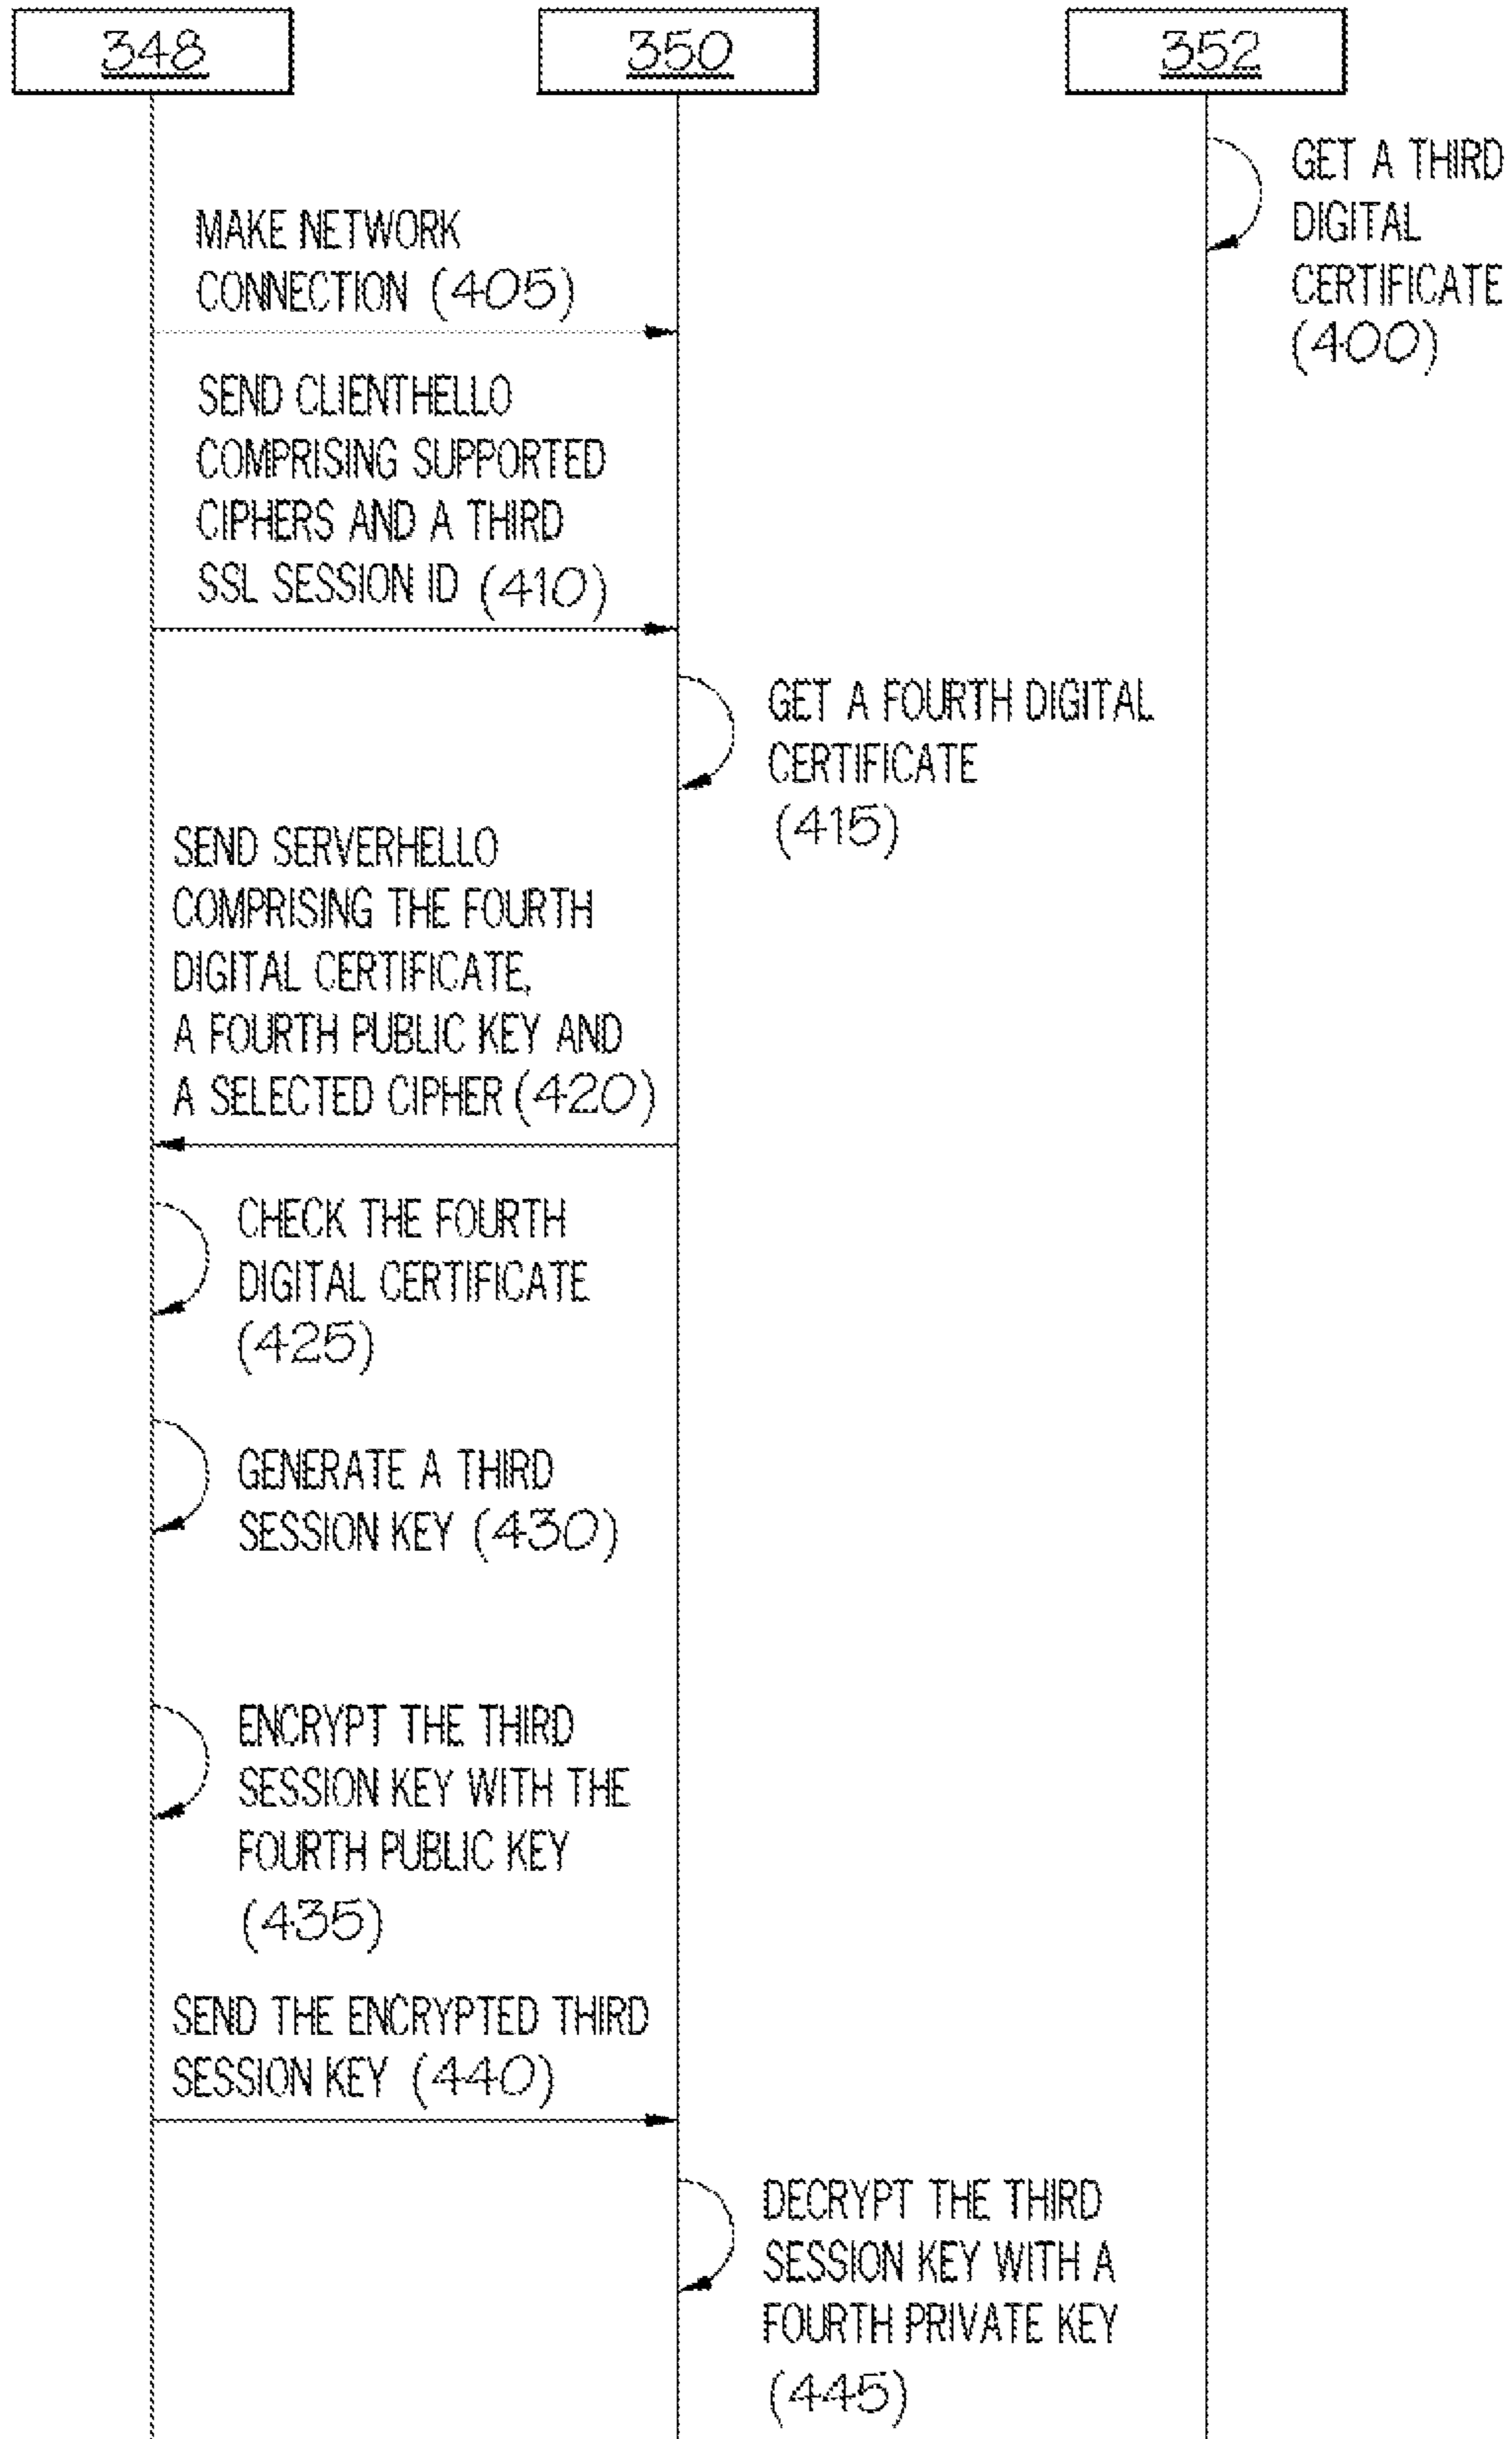 348
350
352
GET A THIRD
DIGITAL
CERTIFICATE
(400)
MAKE NETWORK
CONNECTION (405)
SEND CLIENTHELLO
COMPRISING SUPPORTED
CIPHERS AND A THIRD
SSL SESSION ID (410)
GET A FOURTH DIGITAL
CERTIFICATE
(415)
SEND SERVERHELLO
COMPRISING THE FOURTH
DIGITAL CERTIFICATE,
A FOURTH PUBLIC KEY AND
A SELECTED CIPHER (420)
CHECK THE FOURTH
DIGITAL CERTIFICATE
(425)
GENERATE A THIRD
SESSION KEY (430)
ENCRYPT THE THIRD
SESSION KEY WITH THE
FOURTH PUBLIC KEY
(435)
SEND THE ENCRYPTED THIRD
SESSION KEY (440)
DECRYPT THE THIRD
SESSION KEY WITH A
FOURTH PRIVATE KEY
(445)